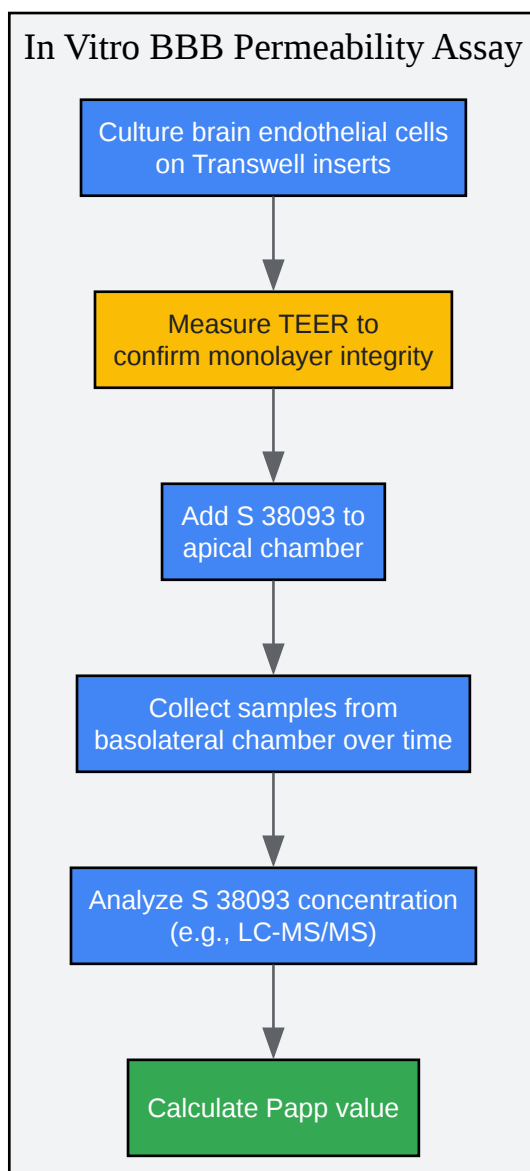 In Vitro BBB Permeability Assay
Culture brain endothelial cells
on Transwell inserts
Measure TEER to
confirm monolayer integrity
Add S 38093 to
apical chamber
Collect samples from
basolateral chamber over time
Analyze S 38093 concentration
(e.g., LC-MS/MS)
Calculate Papp value